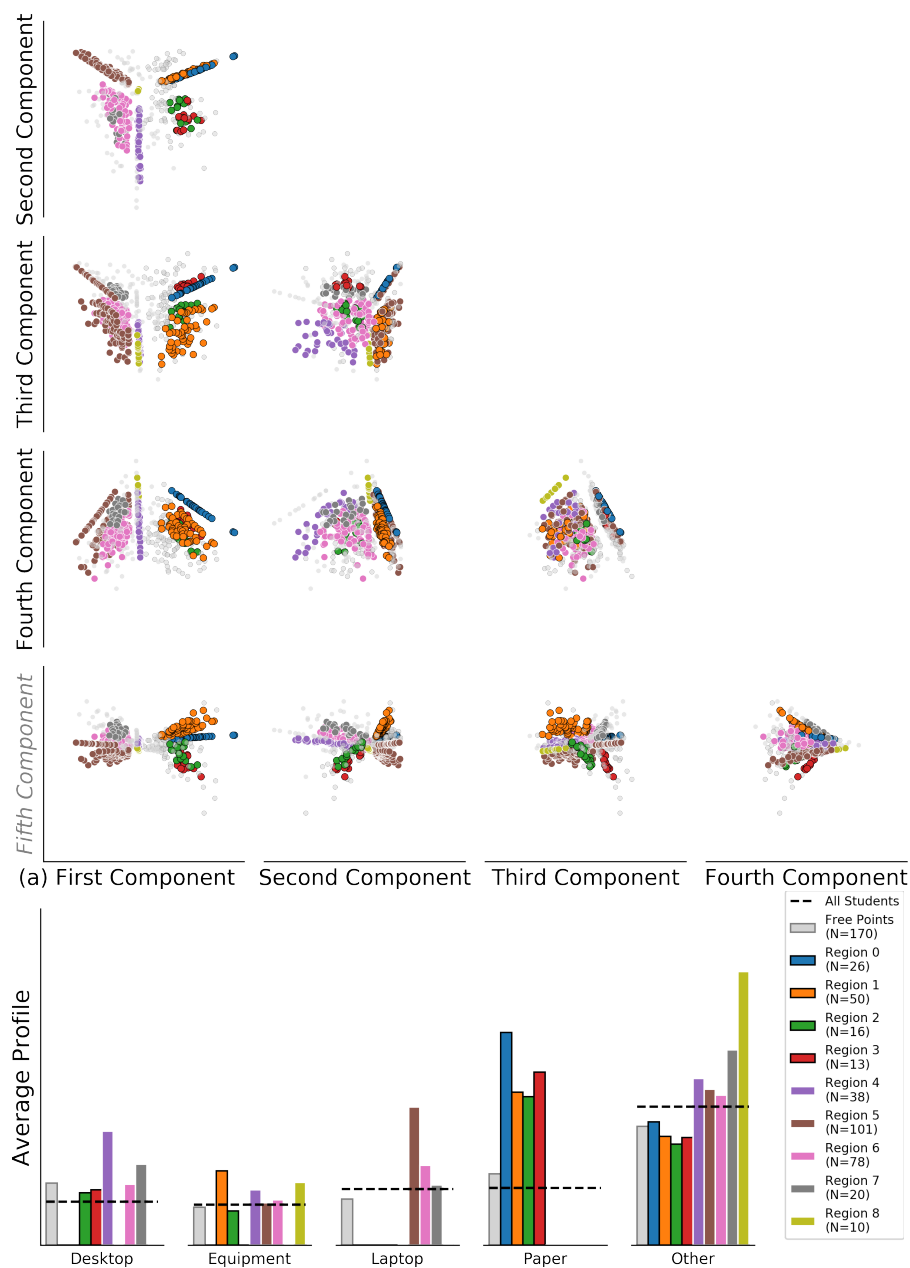 Second Component
Third Component
Fourth Component
Fifth Component
(a) First Component
Second Component
Third Component
Fourth Component
Average Profile
Desktop
Equipment
Laptop
Paper
Other
All Students
Free Points
(N=170)
Region 0
(N=26)
Region 1
(N=50)
Region 2
(N=16)
Region 3
(N=13)
Region 4
(N=38)
Region 5
(N=101)
Region 6
(N=78)
Region 7
(N=20)
Region 8
(N=10)